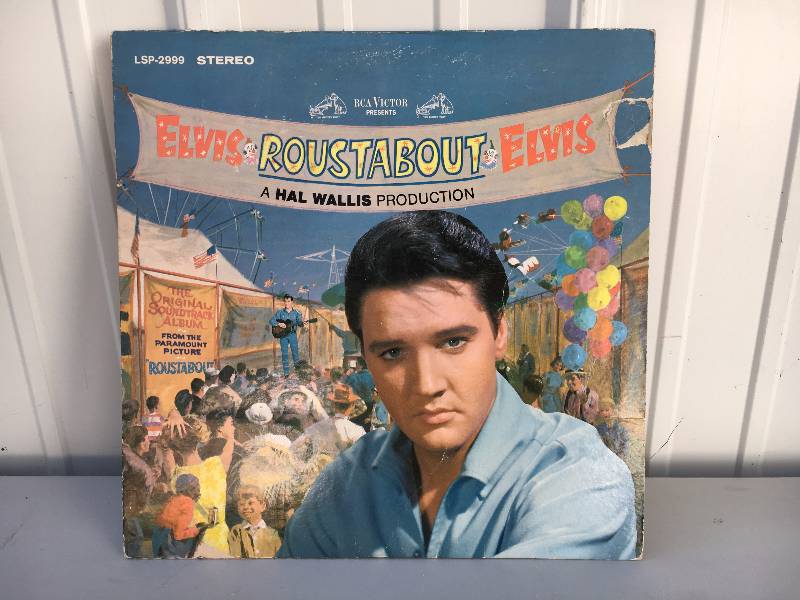 LSP-2999 STEREO
RCA VICTOR
PRESENTS
ELVIS ROUSTABOUT ELVIS
A HAL WALLIS PRODUCTION
THE
ORIGINAL
SOUNDTRACK
ALBUM
FROM THE
PARAMOUNT
PICTURE
"ROUSTABOUT"